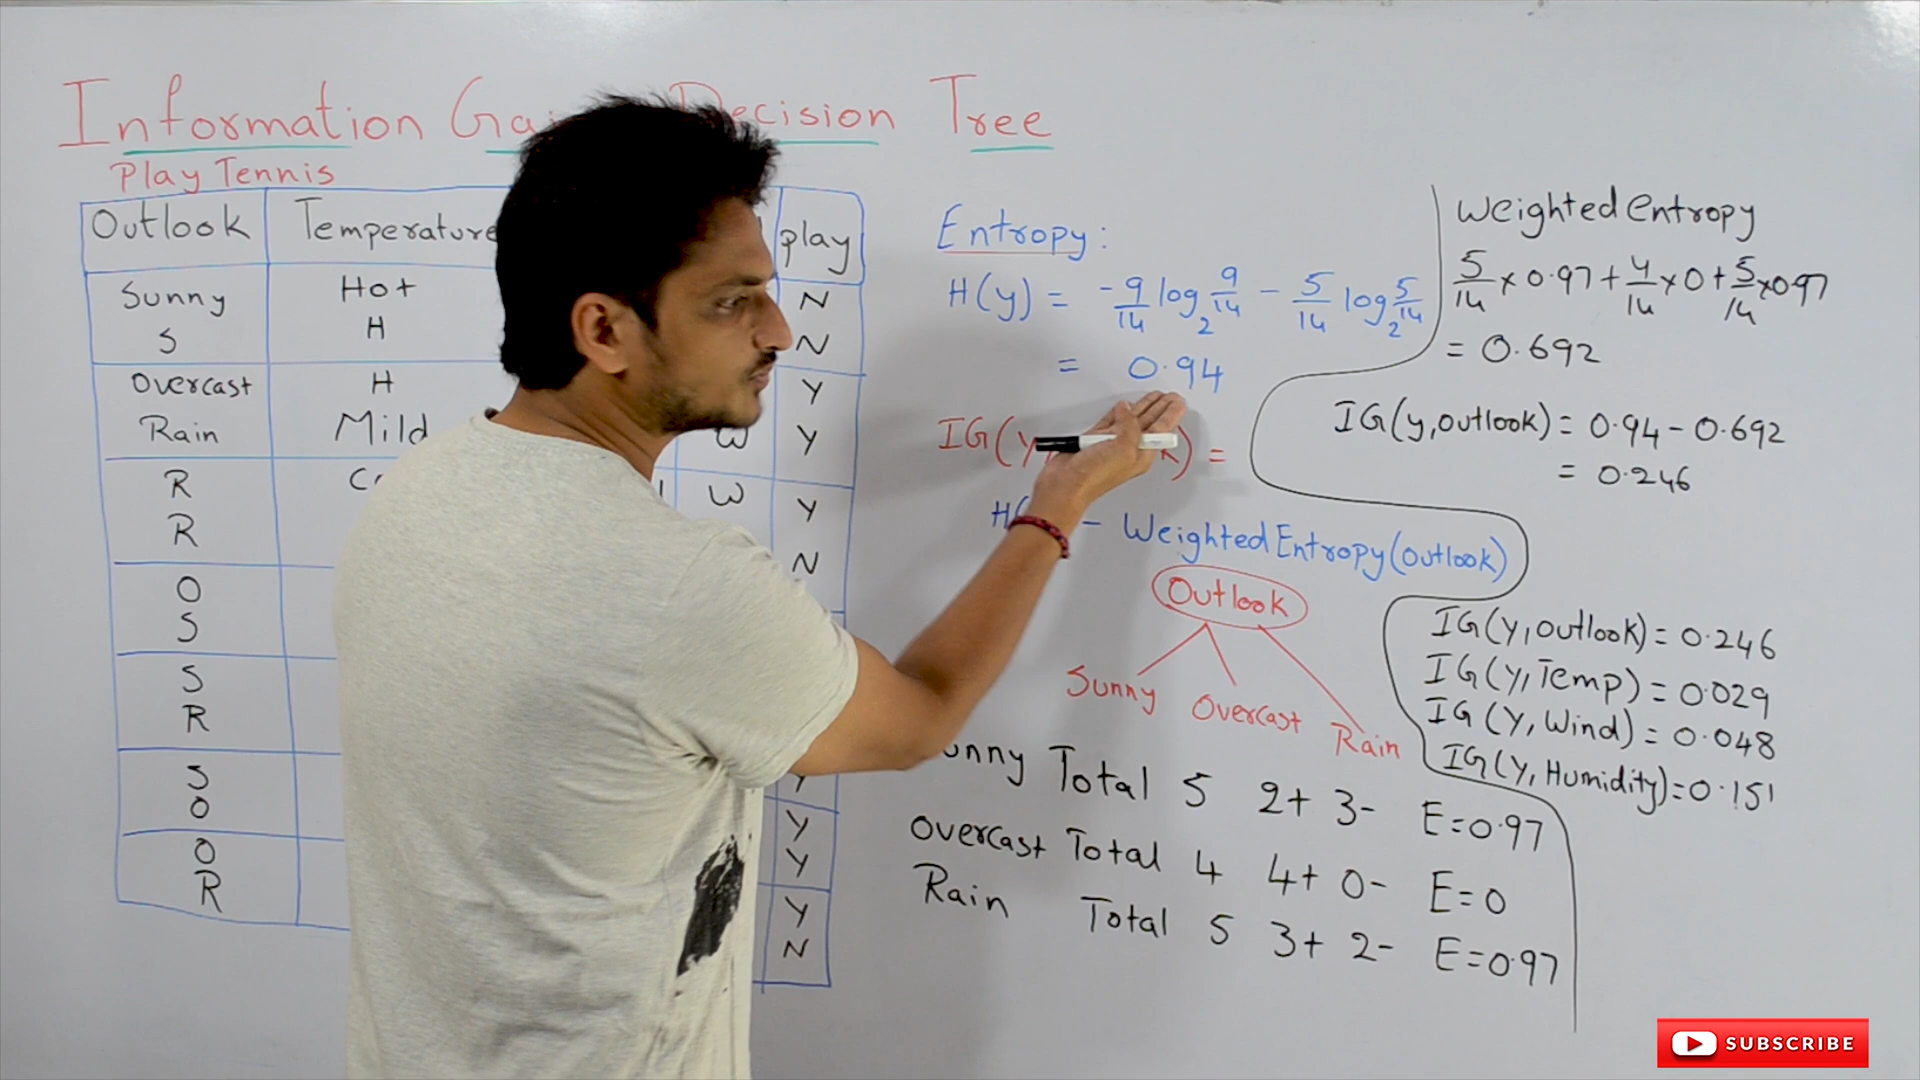 Information Decision Tree
Play Tennis
Outlook Temperature play
Sunny Hot N
S H N
Overcast H Y
Rain Mild W Y
R W Y
R N
O
S
S
R
S Y
O Y
O Y
R Y
N
Entropy:
H(y) = -9/14 log2 9/14 - 5/14 log2 5/14
= 0.94
IG(y =
H( - Weighted Entropy(outlook)
Outlook
Sunny Overcast Rain
Total 5 2+ 3- E=0.97
Overcast Total 4 4+ 0- E=0
Rain Total 5 3+ 2- E=0.97
Weighted entropy
5/14 x 0.97 + 4/14 x 0 + 5/14 x 0.97
= 0.692
IG(y,outlook) = 0.94 - 0.692
= 0.246
IG(y,outlook) = 0.246
IG(y,Temp) = 0.029
IG(y,Wind) = 0.048
IG(y,Humidity)=0.151
SUBSCRIBE